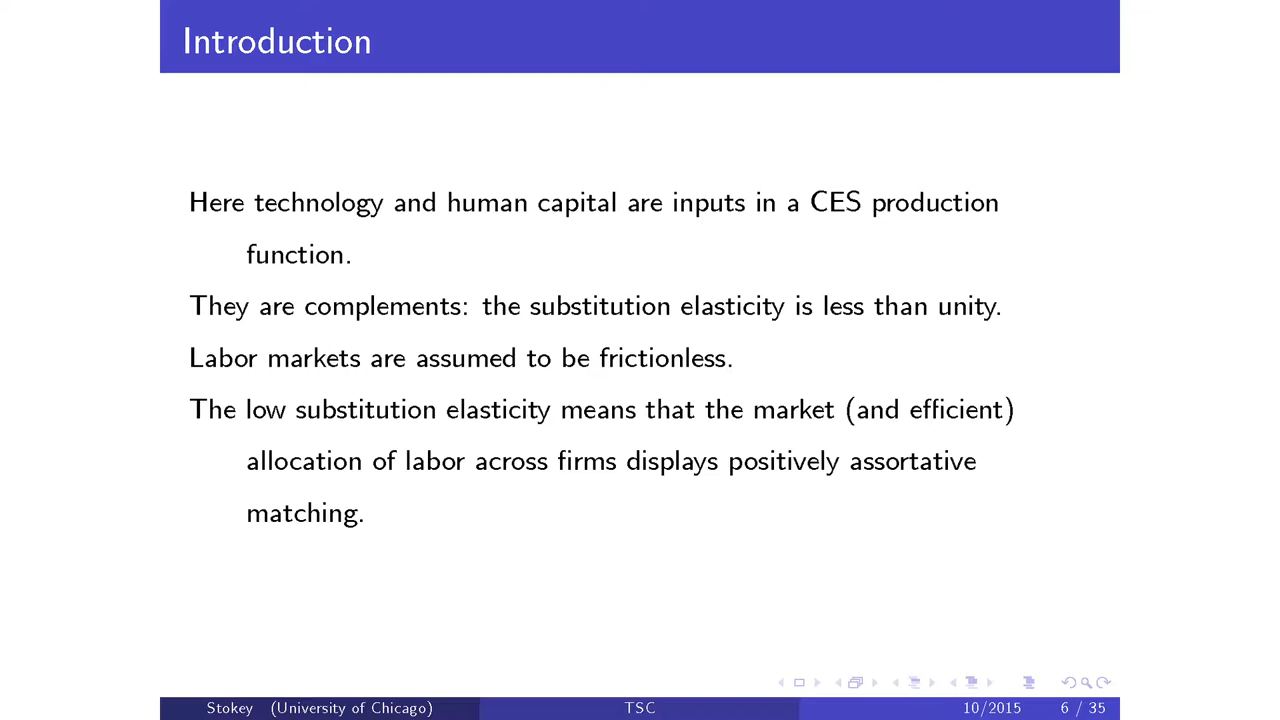 Introduction
Here technology and human capital are inputs in a CES production
function.
They are complements: the substitution elasticity is less than unity.
Labor markets are assumed to be frictionless.
The low substitution elasticity means that the market (and efficient)
allocation of labor across firms displays positively assortative
matching.
Stokey (University of Chicago) TSC 10/2015 6 / 35